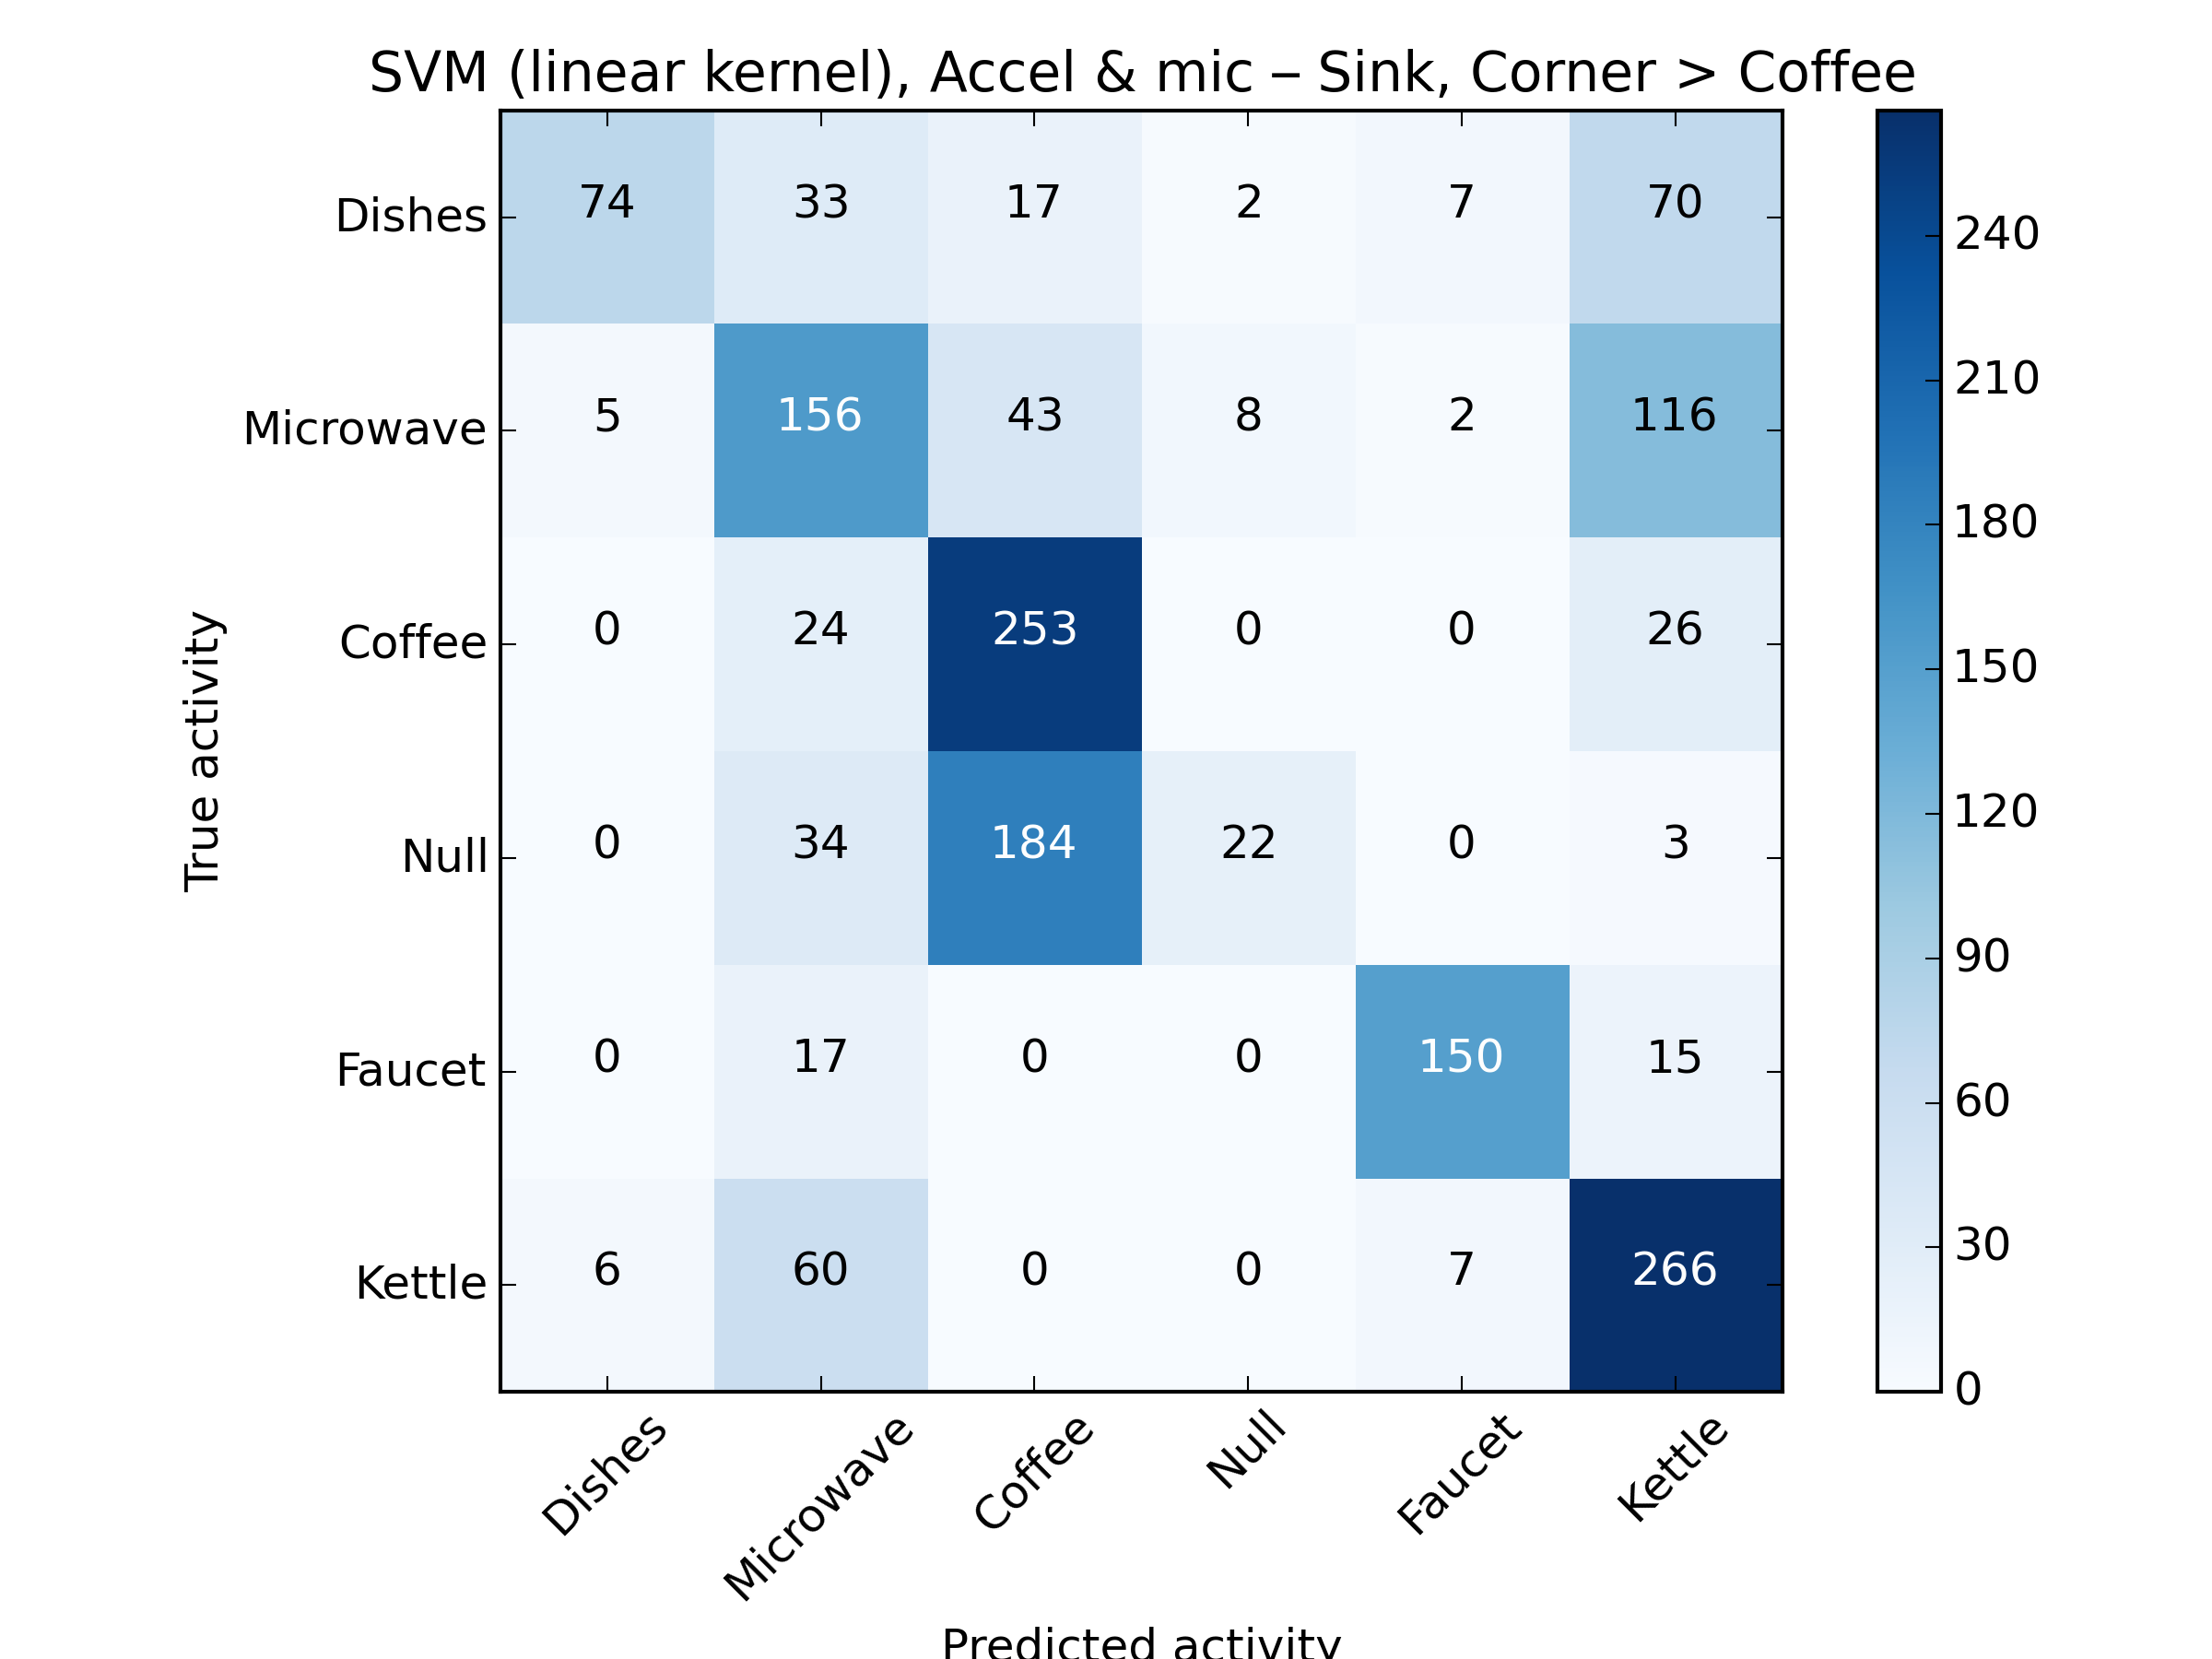 SVM (linear kernel), Accel & mic – Sink, Corner > Coffee
Dishes 74 33 17 2 7 70
Microwave 5 156 43 8 2 116
Coffee 0 24 253 0 0 26
Null 0 34 184 22 0 3
Faucet 0 17 0 0 150 15
Kettle 6 60 0 0 7 266
True activity
Dishes Microwave Coffee Null Faucet Kettle
Predicted activity
240
210
180
150
120
90
60
30
0